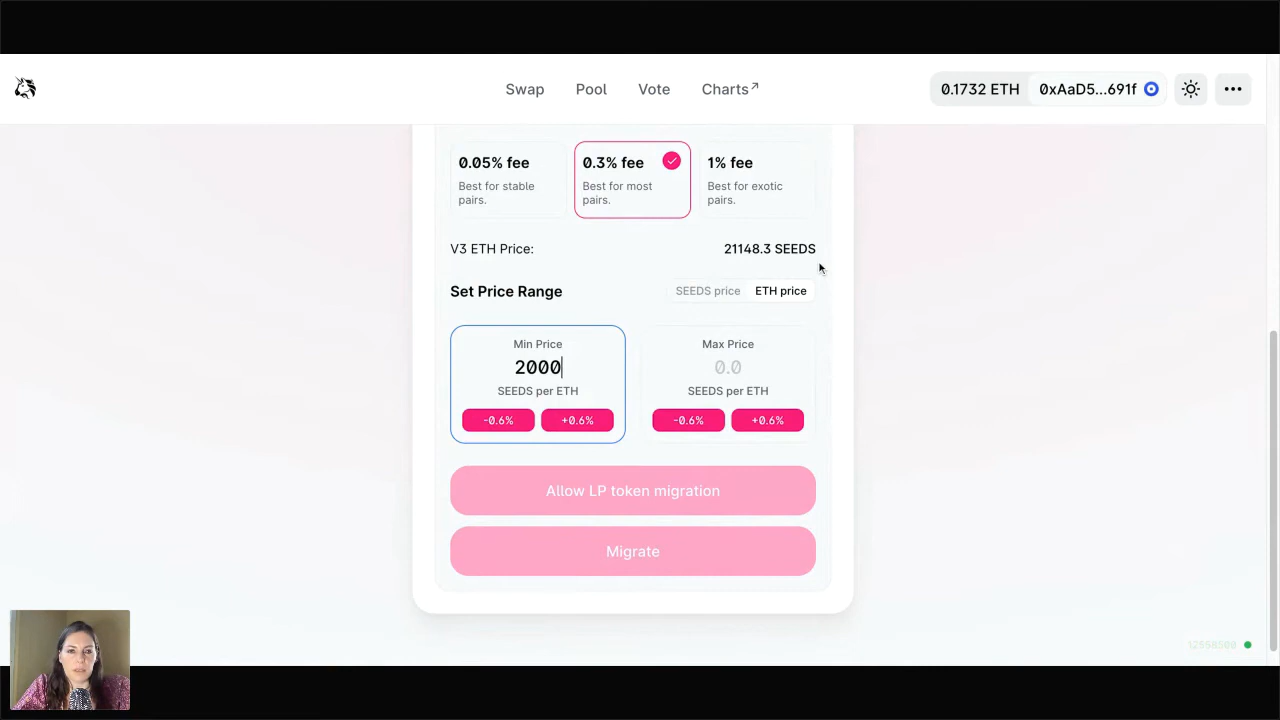 Swap Pool Vote Charts↗ 0.1732 ETH 0xAaD5...691f •••
0.05% fee
Best for stable
pairs.
0.3% fee
Best for most
pairs.
1% fee
Best for exotic
pairs.
V3 ETH Price: 21148.3 SEEDS
Set Price Range SEEDS price ETH price
Min Price
2000
SEEDS per ETH
-0.6% +0.6%
Max Price
0.0
SEEDS per ETH
-0.6% +0.6%
Allow LP token migration
Migrate
12558500